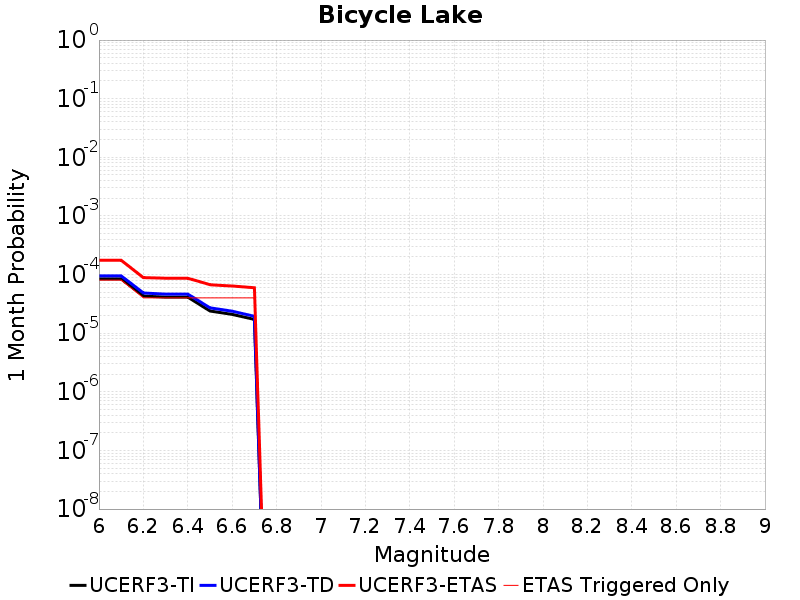 Bicycle Lake
10^0
10^-1
10^-2
10^-3
10^-4
10^-5
10^-6
10^-7
10^-8
1 Month Probability
6 6.2 6.4 6.6 6.8 7 7.2 7.4 7.6 7.8 8 8.2 8.4 8.6 8.8 9
Magnitude
UCERF3-TI UCERF3-TD UCERF3-ETAS ETAS Triggered Only